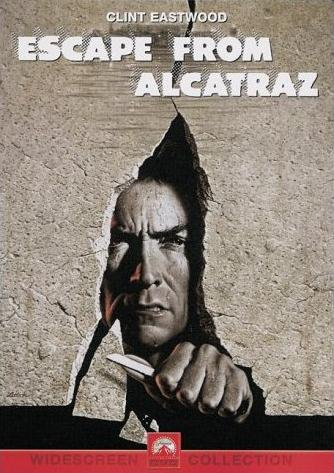 CLINT EASTWOOD
ESCAPE FROM
ALCATRAZ
WIDESCREEN COLLECTION